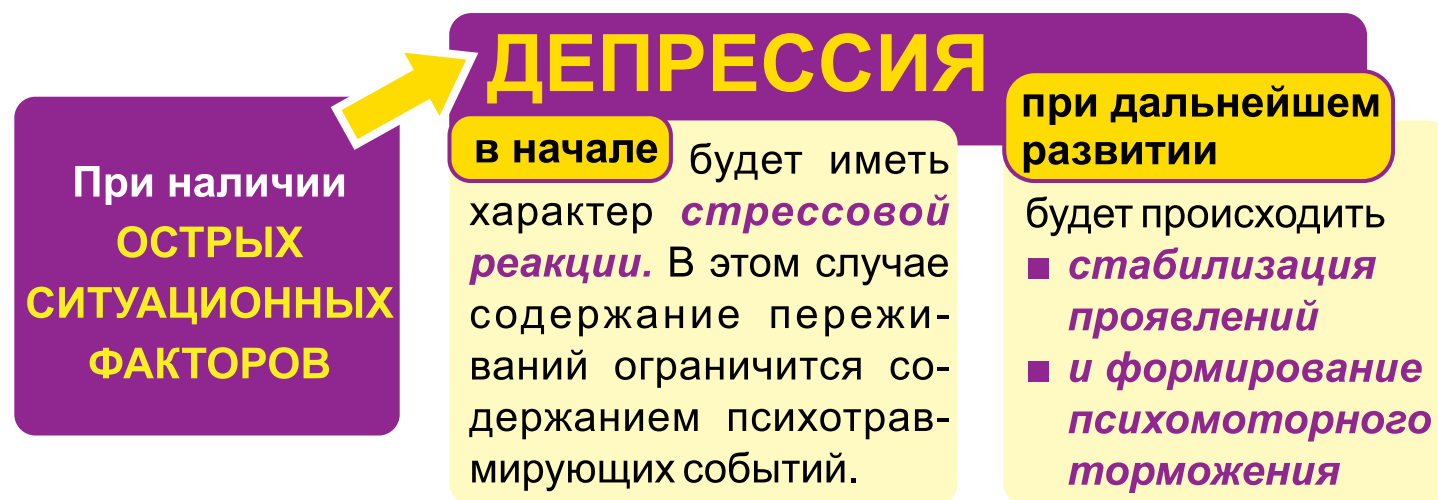 При наличии
ОСТРЫХ
СИТУАЦИОННЫХ
ФАКТОРОВ
ДЕПРЕССИЯ
в начале будет иметь
характер стрессовой
реакции. В этом случае
содержание пережи-
ваний ограничится со-
держанием психотрав-
мирующих событий.
при дальнейшем
развитии
будет происходить
■ стабилизация
проявлений
■ и формирование
психомоторного
торможения